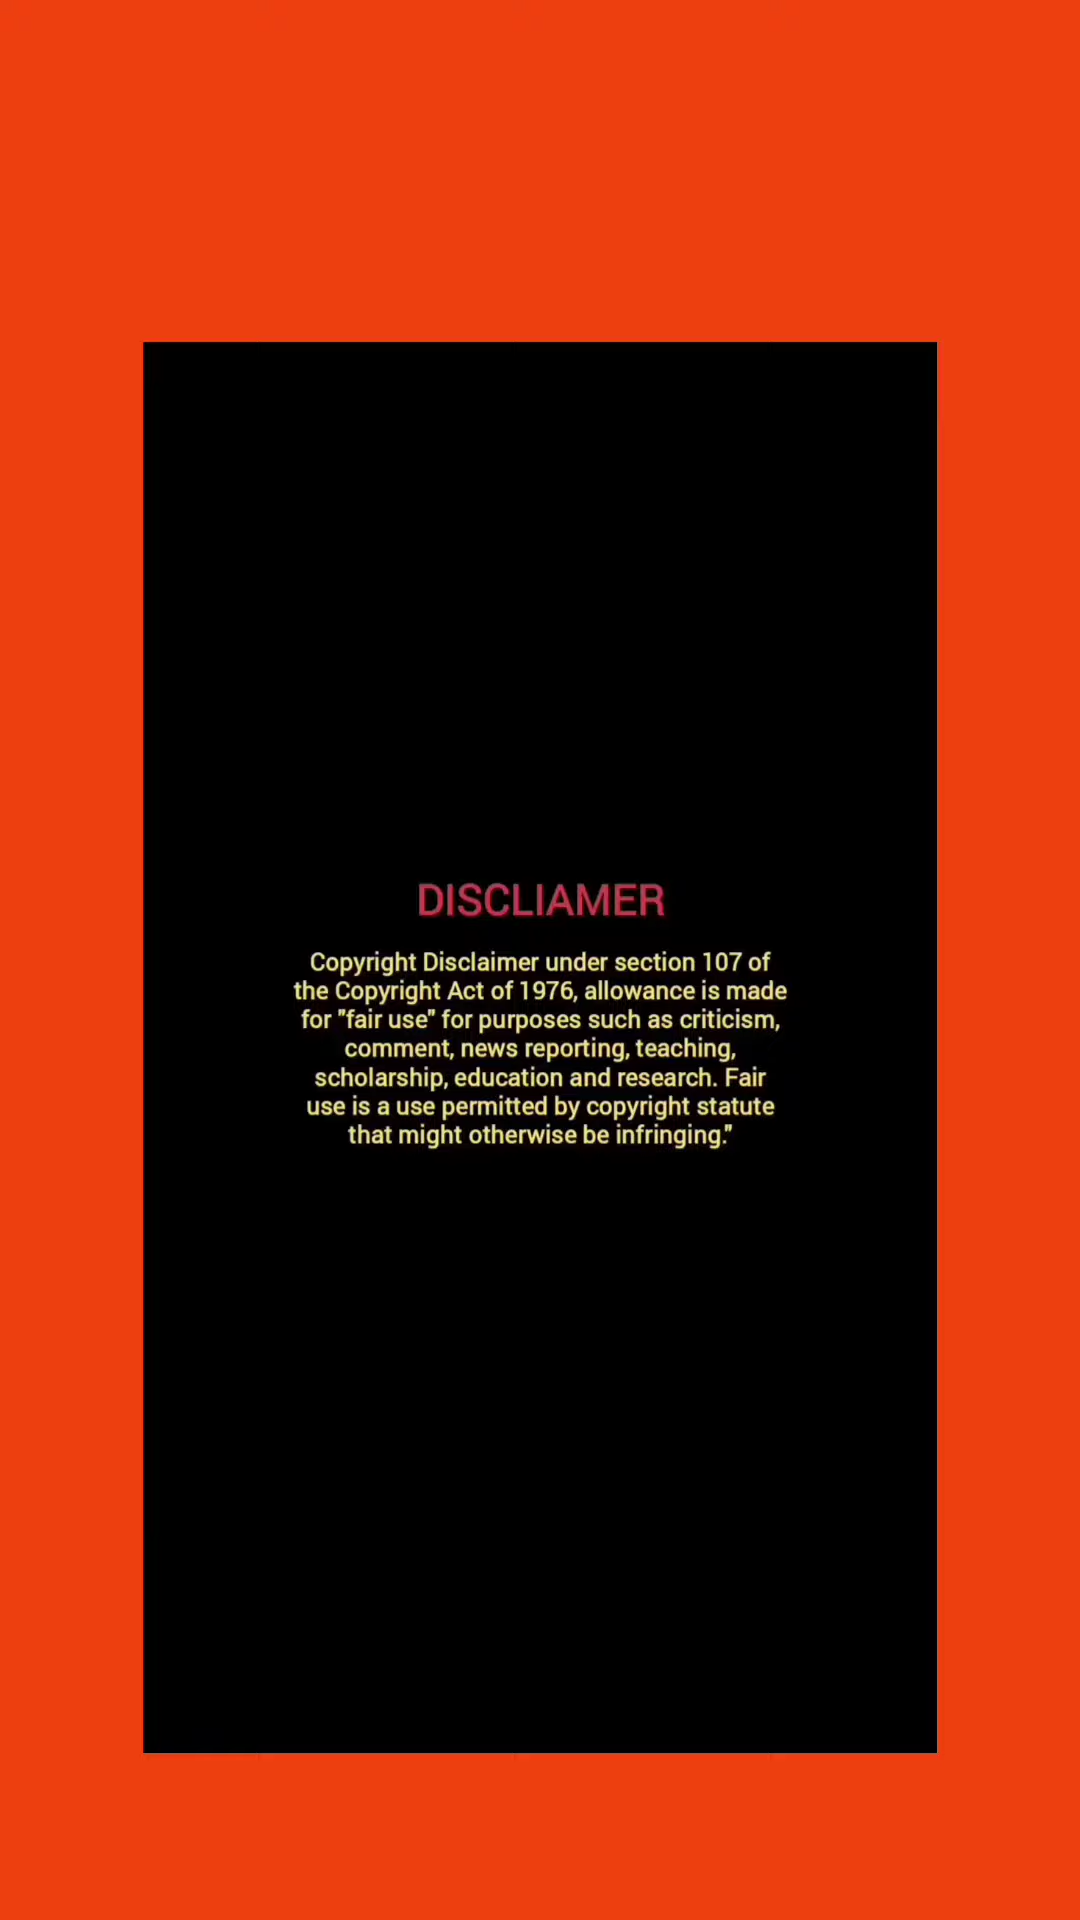 DISCLIAMER
Copyright Disclaimer under section 107 of
the Copyright Act of 1976, allowance is made
for "fair use" for purposes such as criticism,
comment, news reporting, teaching,
scholarship, education and research. Fair
use is a use permitted by copyright statute
that might otherwise be infringing."